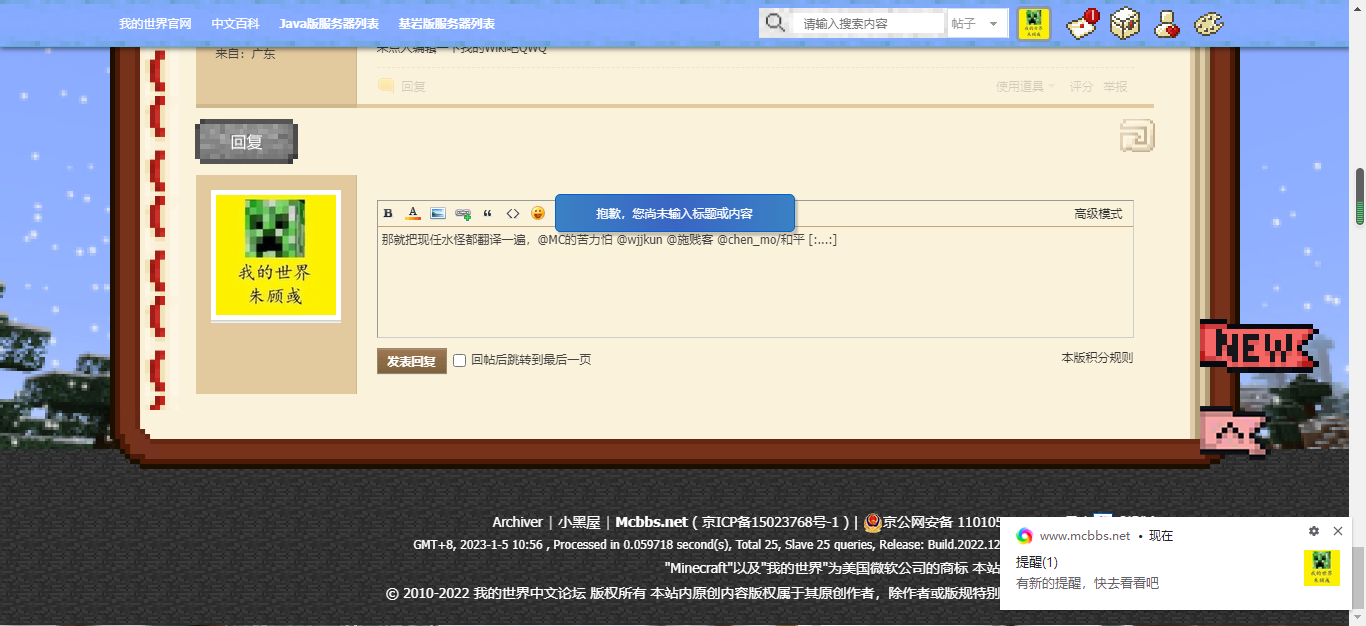 我的世界官网 中文百科 Java版服务器列表 基岩版服务器列表 请输入搜索内容 帖子
来自：广东
来点人编辑一下我的Wiki吧QWQ
回复 使用道具 评分 举报
回复
B A “ <> 抱歉，您尚未输入标题或内容 高级模式
那就把现任水怪都翻译一遍，@MC的苦力怕 @wjjkun @施贱客 @chen_mo/和平 [:...:]
我的世界
朱顾彧
发表回复 回帖后跳转到最后一页 本版积分规则
NEW
Archiver | 小黑屋 | Mcbbs.net ( 京ICP备15023768号-1 ) | 京公网安备 110105
GMT+8, 2023-1-5 10:56 , Processed in 0.059718 second(s), Total 25, Slave 25 queries, Release: Build.2022.12
"Minecraft"以及"我的世界"为美国微软公司的商标 本站
© 2010-2022 我的世界中文论坛 版权所有 本站内原创内容版权属于其原创作者，除作者或版规特别
www.mcbbs.net • 现在
提醒(1)
有新的提醒，快去看看吧